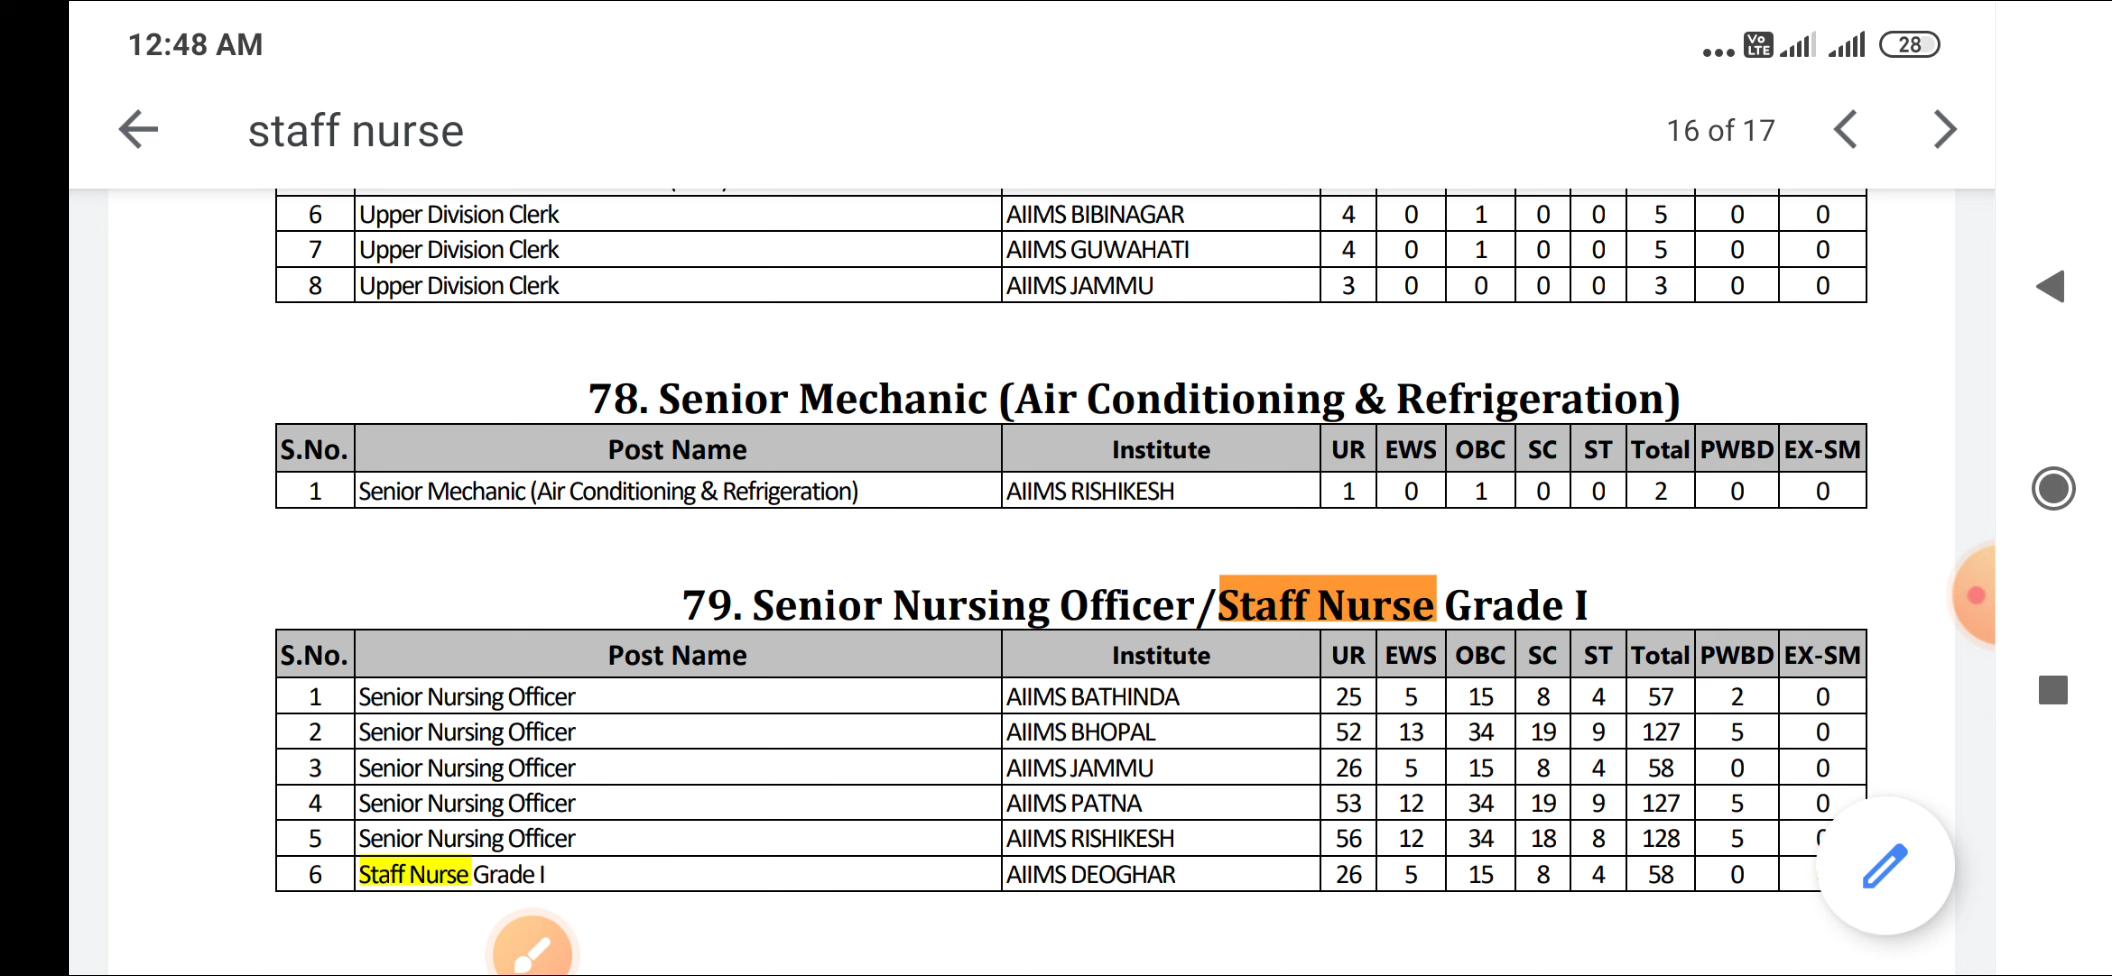 12:48 AM
Vo LTE 28
staff nurse 16 of 17
6 Upper Division Clerk AIIMS BIBINAGAR 4 0 1 0 0 5 0 0
7 Upper Division Clerk AIIMS GUWAHATI 4 0 1 0 0 5 0 0
8 Upper Division Clerk AIIMS JAMMU 3 0 0 0 0 3 0 0
78. Senior Mechanic (Air Conditioning & Refrigeration)
S.No. Post Name Institute UR EWS OBC SC ST Total PWBD EX-SM
1 Senior Mechanic (Air Conditioning & Refrigeration) AIIMS RISHIKESH 1 0 1 0 0 2 0 0
79. Senior Nursing Officer/Staff Nurse Grade I
S.No. Post Name Institute UR EWS OBC SC ST Total PWBD EX-SM
1 Senior Nursing Officer AIIMS BATHINDA 25 5 15 8 4 57 2 0
2 Senior Nursing Officer AIIMS BHOPAL 52 13 34 19 9 127 5 0
3 Senior Nursing Officer AIIMS JAMMU 26 5 15 8 4 58 0 0
4 Senior Nursing Officer AIIMS PATNA 53 12 34 19 9 127 5 0
5 Senior Nursing Officer AIIMS RISHIKESH 56 12 34 18 8 128 5
6 Staff Nurse Grade I AIIMS DEOGHAR 26 5 15 8 4 58 0